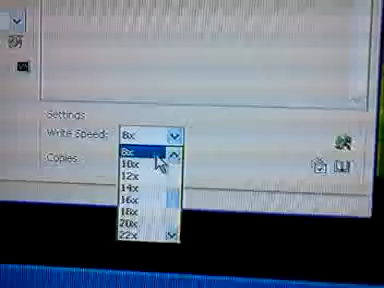 Settings
Write Speed: 8x
Copies
8x
10x
12x
14x
16x
18x
20x
22x